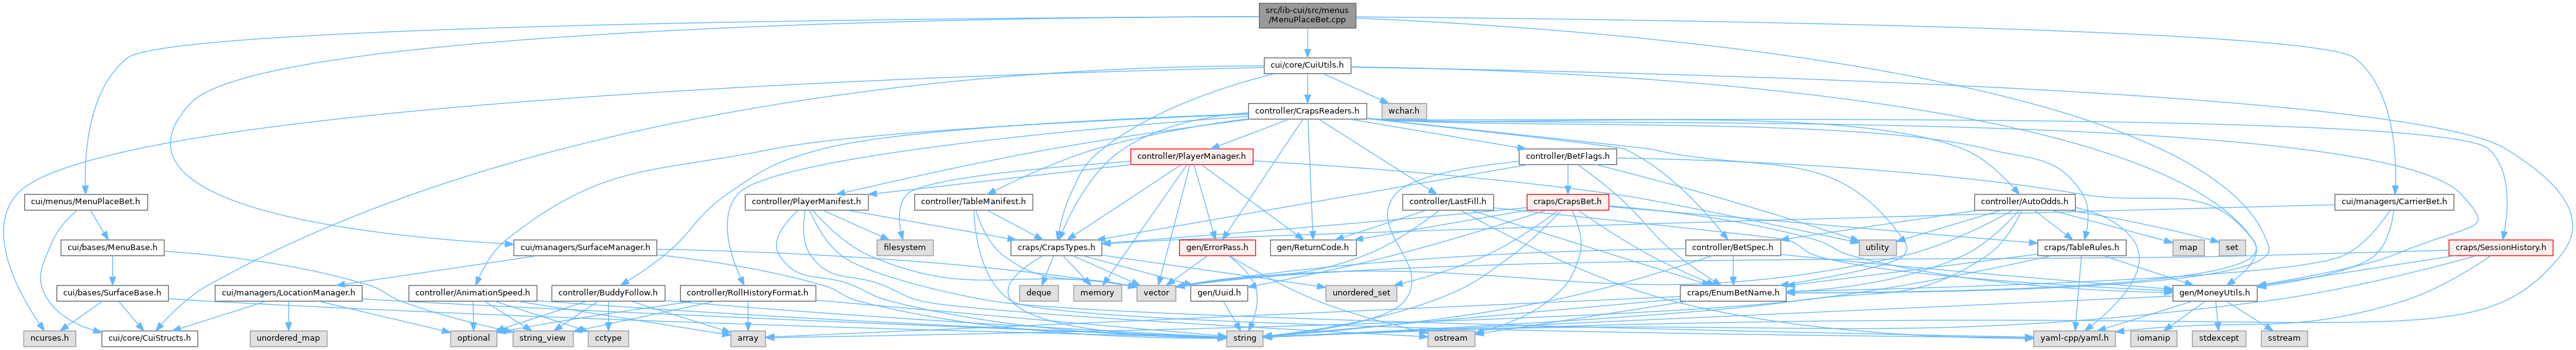 src/lib-cui/src/menus
/MenuPlaceBet.cpp
cui/core/CuiUtils.h
controller/CrapsReaders.h
wchar.h
controller/PlayerManager.h
controller/BetFlags.h
cui/menus/MenuPlaceBet.h
controller/PlayerManifest.h
controller/TableManifest.h
controller/LastFill.h
craps/CrapsBet.h
controller/AutoOdds.h
cui/managers/CarrierBet.h
cui/bases/MenuBase.h
cui/managers/SurfaceManager.h
filesystem
craps/CrapsTypes.h
gen/ErrorPass.h
gen/ReturnCode.h
controller/BetSpec.h
utility
craps/TableRules.h
map
set
craps/SessionHistory.h
cui/bases/SurfaceBase.h
cui/managers/LocationManager.h
controller/AnimationSpeed.h
controller/BuddyFollow.h
controller/RollHistoryFormat.h
deque
memory
vector
gen/Uuid.h
unordered_set
craps/EnumBetName.h
gen/MoneyUtils.h
ncurses.h
cui/core/CuiStructs.h
unordered_map
optional
string_view
cctype
array
string
ostream
yaml-cpp/yaml.h
iomanip
stdexcept
sstream